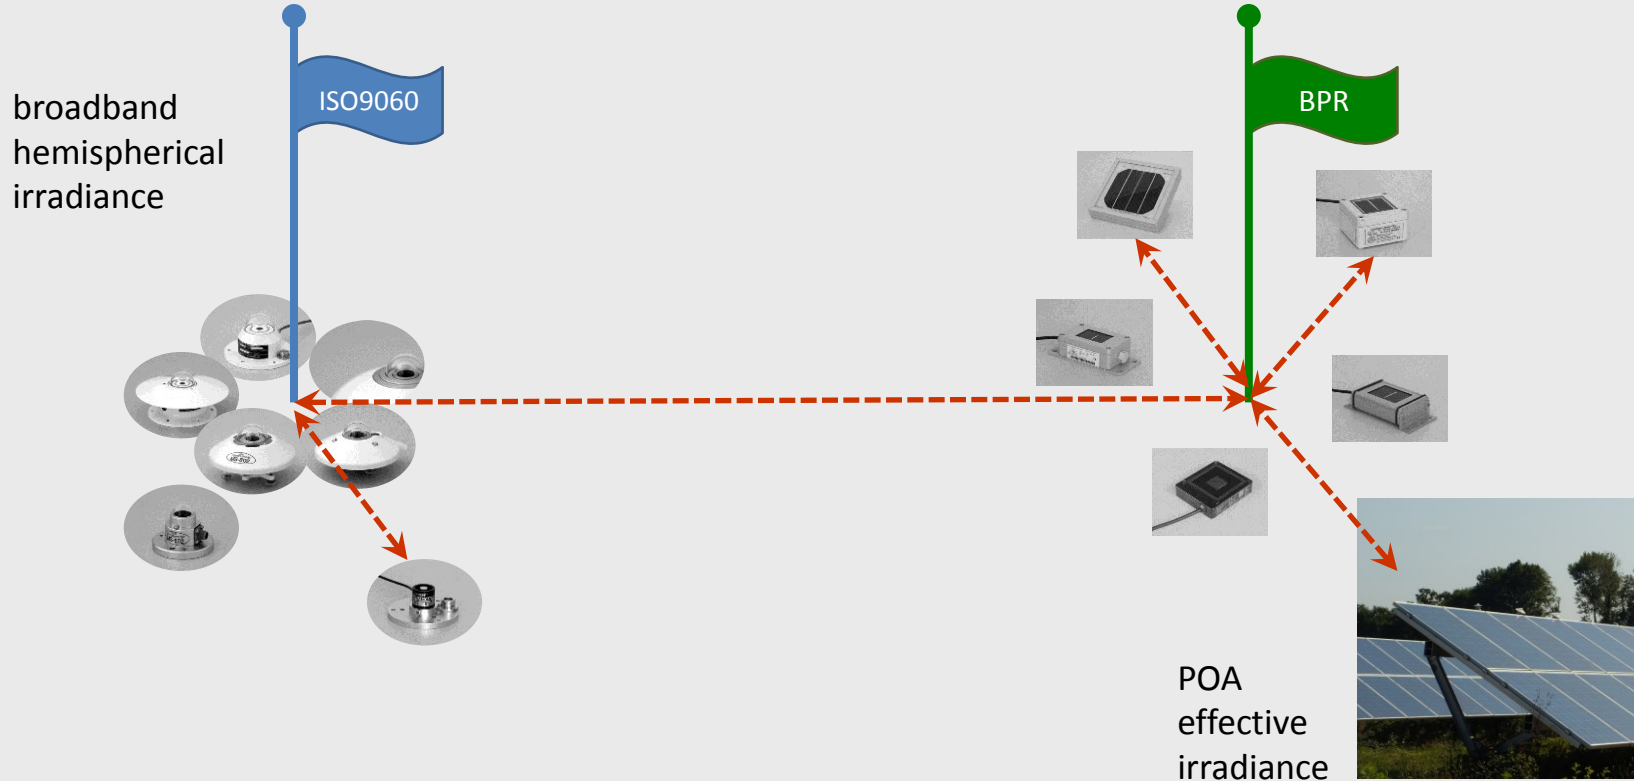 broadband
hemispherical
irradiance
ISO9060
BPR
POA
effective
irradiance